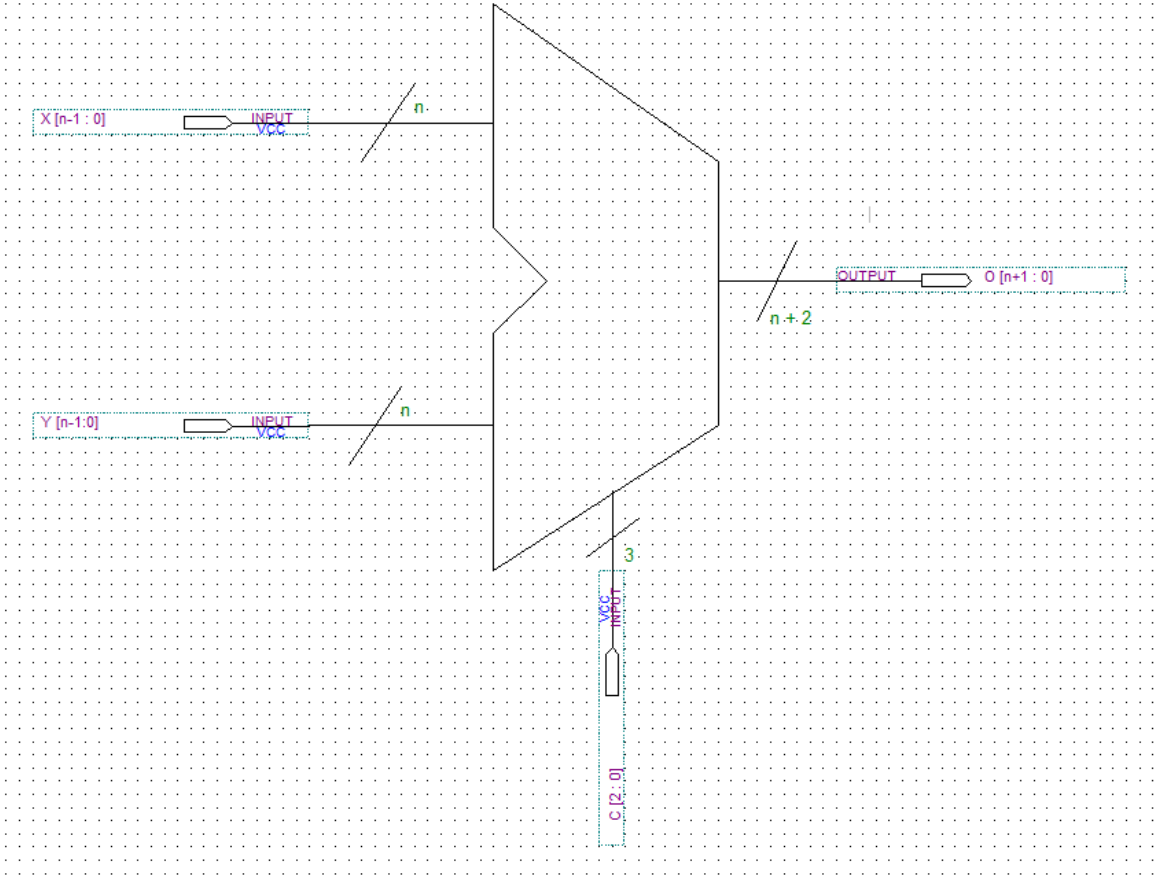 n
X [n-1 : 0] INPUT
VCC
OUTPUT O [n+1 : 0]
n + 2
n
Y [n-1:0] INPUT
VCC
3
VCC
INPUT
C [2 : 0]